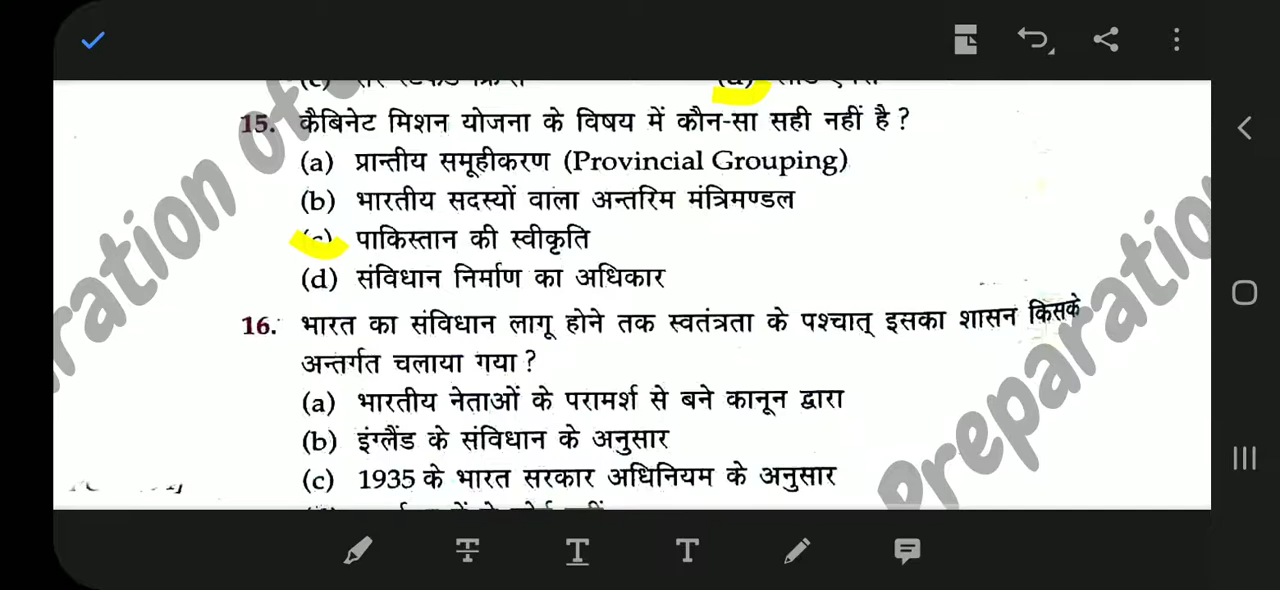 15. कैबिनेट मिशन योजना के विषय में कौन-सा सही नहीं है ?
(a) प्रान्तीय समूहीकरण (Provincial Grouping)
(b) भारतीय सदस्यों वाला अन्तरिम मंत्रिमण्डल
(c) पाकिस्तान की स्वीकृति
(d) संविधान निर्माण का अधिकार
16. भारत का संविधान लागू होने तक स्वतंत्रता के पश्चात् इसका शासन किसके
अन्तर्गत चलाया गया ?
(a) भारतीय नेताओं के परामर्श से बने कानून द्वारा
(b) इंग्लैंड के संविधान के अनुसार
(c) 1935 के भारत सरकार अधिनियम के अनुसार
ration of
Preparation